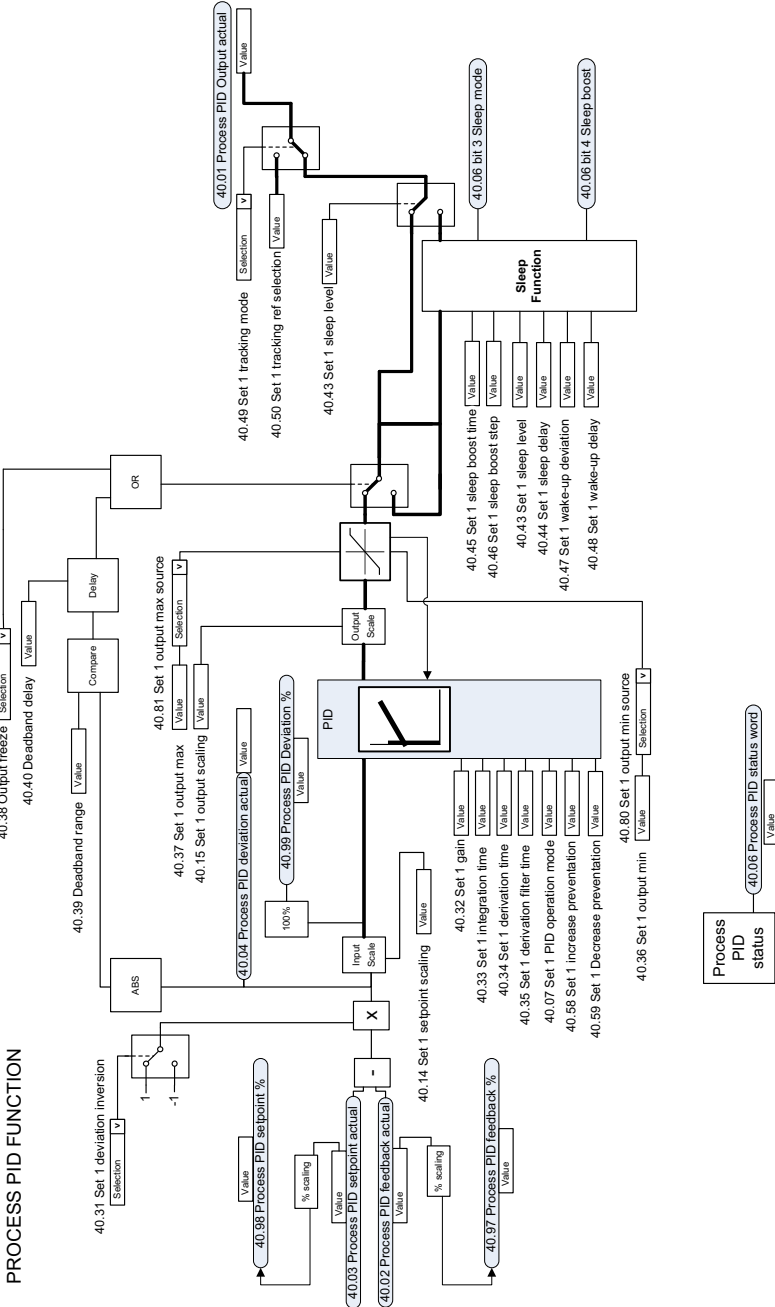 PROCESS PID FUNCTION
40.31 Set 1 deviation inversion
Selection v
1
-1
Value
40.98 Process PID setpoint %
% scaling
40.03 Process PID setpoint actual
Value
40.02 Process PID feedback actual
Value
% scaling
40.97 Process PID feedback %
Value
-
X
ABS
40.04 Process PID deviation actual
Value
Input
Scale
40.14 Set 1 setpoint scaling
Value
100%
40.99 Process PID Deviation %
Value
40.38 Output freeze
Selection v
40.40 Deadband delay
Value
40.39 Deadband range
Value
Compare
Delay
OR
40.81 Set 1 output max source
40.37 Set 1 output max
Value
Selection v
40.15 Set 1 output scaling
Value
PID
Output
Scale
40.32 Set 1 gain
Value
40.33 Set 1 integration time
Value
40.34 Set 1 derivation time
Value
40.35 Set 1 derivation filter time
Value
40.07 Set 1 PID operation mode
Value
40.58 Set 1 increase preventation
Value
40.59 Set 1 Decrease preventation
Value
40.80 Set 1 output min source
40.36 Set 1 output min
Value
Selection v
40.49 Set 1 tracking mode
Selection v
40.50 Set 1 tracking ref selection
Value
40.43 Set 1 sleep level
Value
40.01 Process PID Output actual
Value
40.45 Set 1 sleep boost time
Value
40.46 Set 1 sleep boost step
Value
40.43 Set 1 sleep level
Value
40.44 Set 1 sleep delay
Value
40.47 Set 1 wake-up deviation
Value
40.48 Set 1 wake-up delay
Value
Sleep
Function
40.06 bit 3 Sleep mode
40.06 bit 4 Sleep boost
Process
PID
status
40.06 Process PID status word
Value